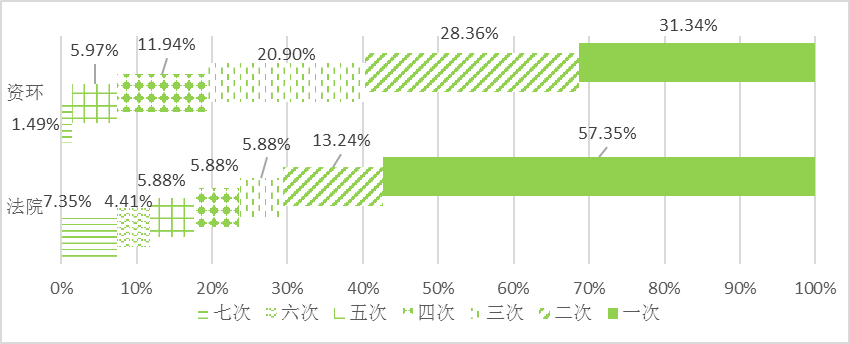 31.34%
28.36%
5.97% 11.94%
20.90%
资环
1.49%
57.35%
5.88% 13.24%
5.88% 5.88%
法院 7.35% 4.41%
0% 10% 20% 30% 40% 50% 60% 70% 80% 90% 100%
七次 六次 五次 四次 三次 二次 一次